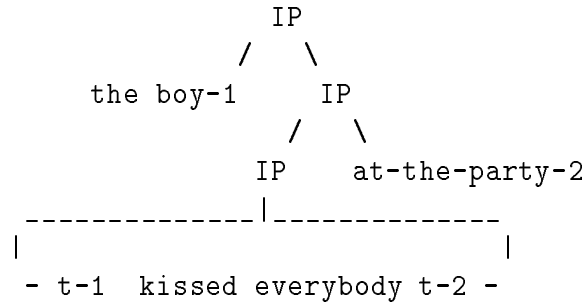 IP
the boy-1 IP
IP at-the-party-2
- t-1 kissed everybody t-2 -